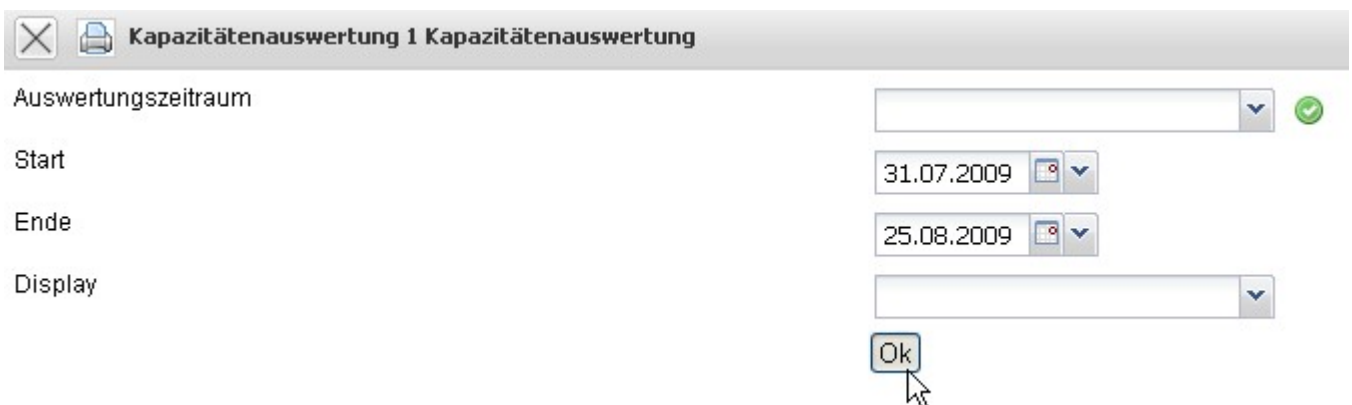 Kapazitätenauswertung 1 Kapazitätenauswertung
Auswertungszeitraum
Start 31.07.2009
Ende 25.08.2009
Display
Ok